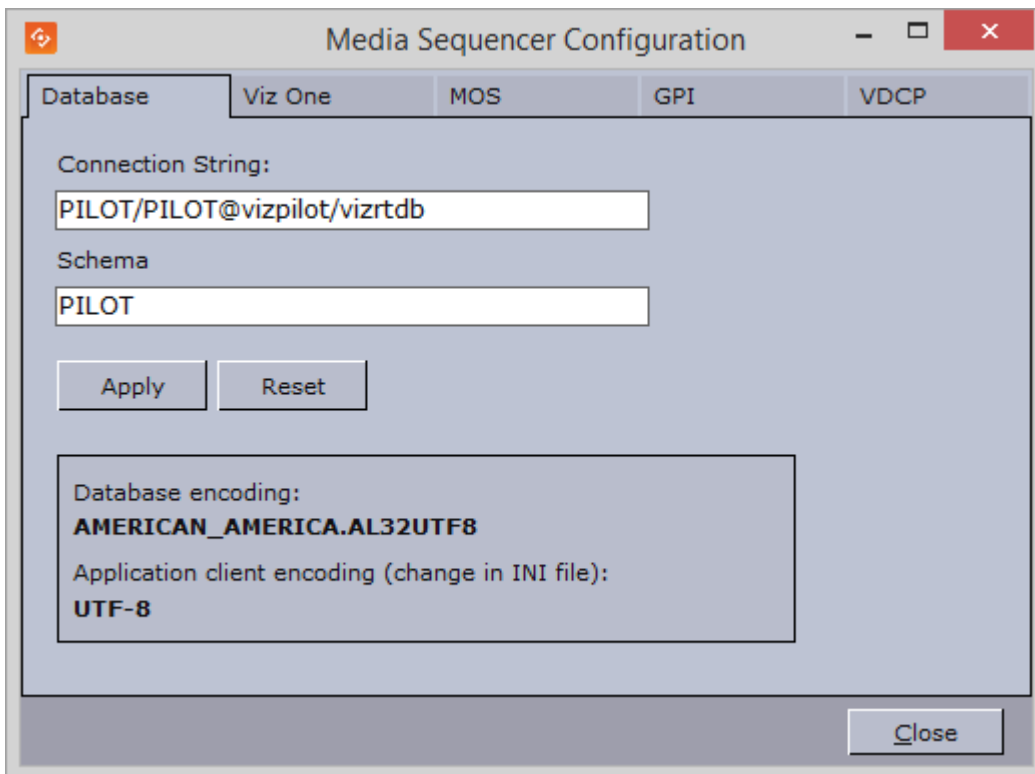 Media Sequencer Configuration
Database Viz One MOS GPI VDCP
Connection String:
PILOT/PILOT@vizpilot/vizrtdb
Schema
PILOT
Apply Reset
Database encoding:
AMERICAN_AMERICA.AL32UTF8
Application client encoding (change in INI file):
UTF-8
Close